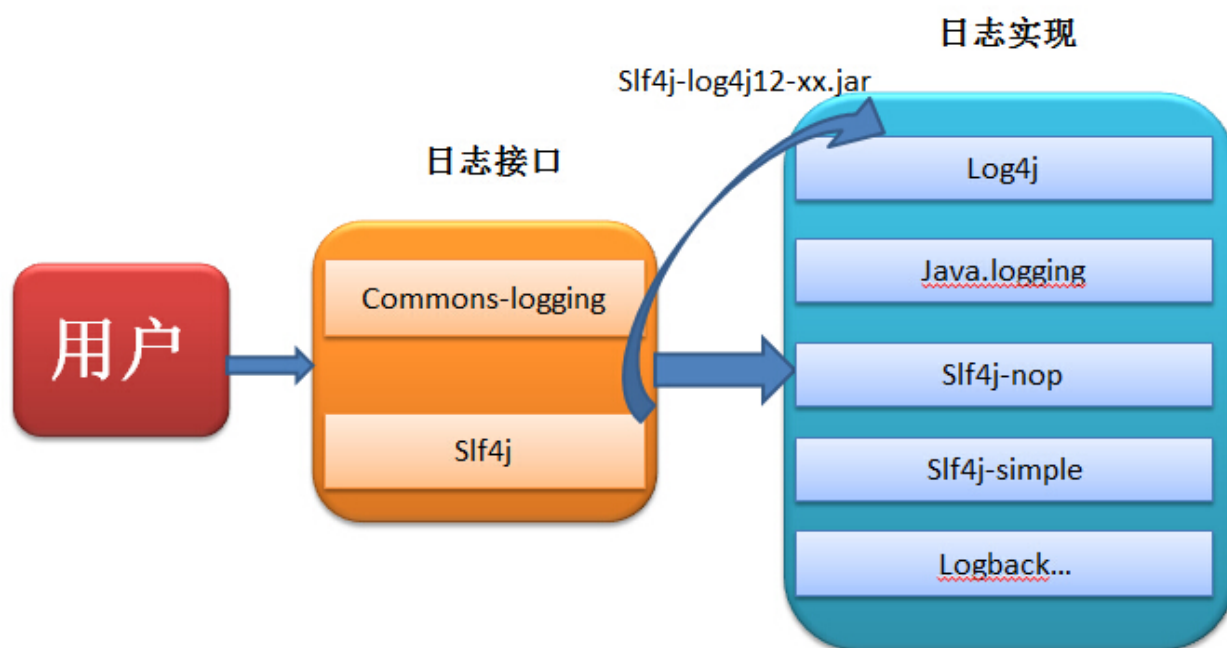 日志实现
Slf4j-log4j12-xx.jar
日志接口
用户
Commons-logging
Slf4j
Log4j
Java.logging
Slf4j-nop
Slf4j-simple
Logback...